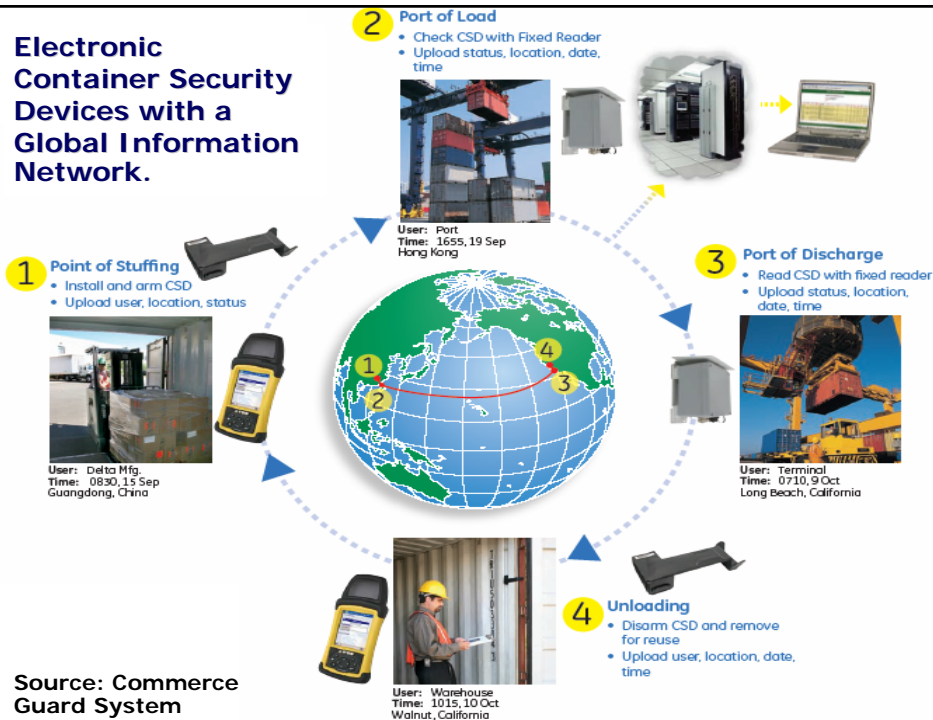 Electronic
Container Security
Devices with a
Global Information
Network.
2
Port of Load
• Check CSD with Fixed Reader
• Upload status, location, date,
time
User: Port
Time: 1655, 19 Sep
Hong Kong
1
Point of Stuffing
• Install and arm CSD
• Upload user, location, status
User: Delta Mfg.
Time: 0830, 15 Sep
Guangdong, China
3
Port of Discharge
• Read CSD with fixed reader
• Upload status, location,
date, time
User: Terminal
Time: 0710, 9 Oct
Long Beach, California
1
2
4
3
4
Unloading
• Disarm CSD and remove
for reuse
• Upload user, location, date,
time
User: Warehouse
Time: 1015, 10 Oct
Walnut, California
Source: Commerce
Guard System